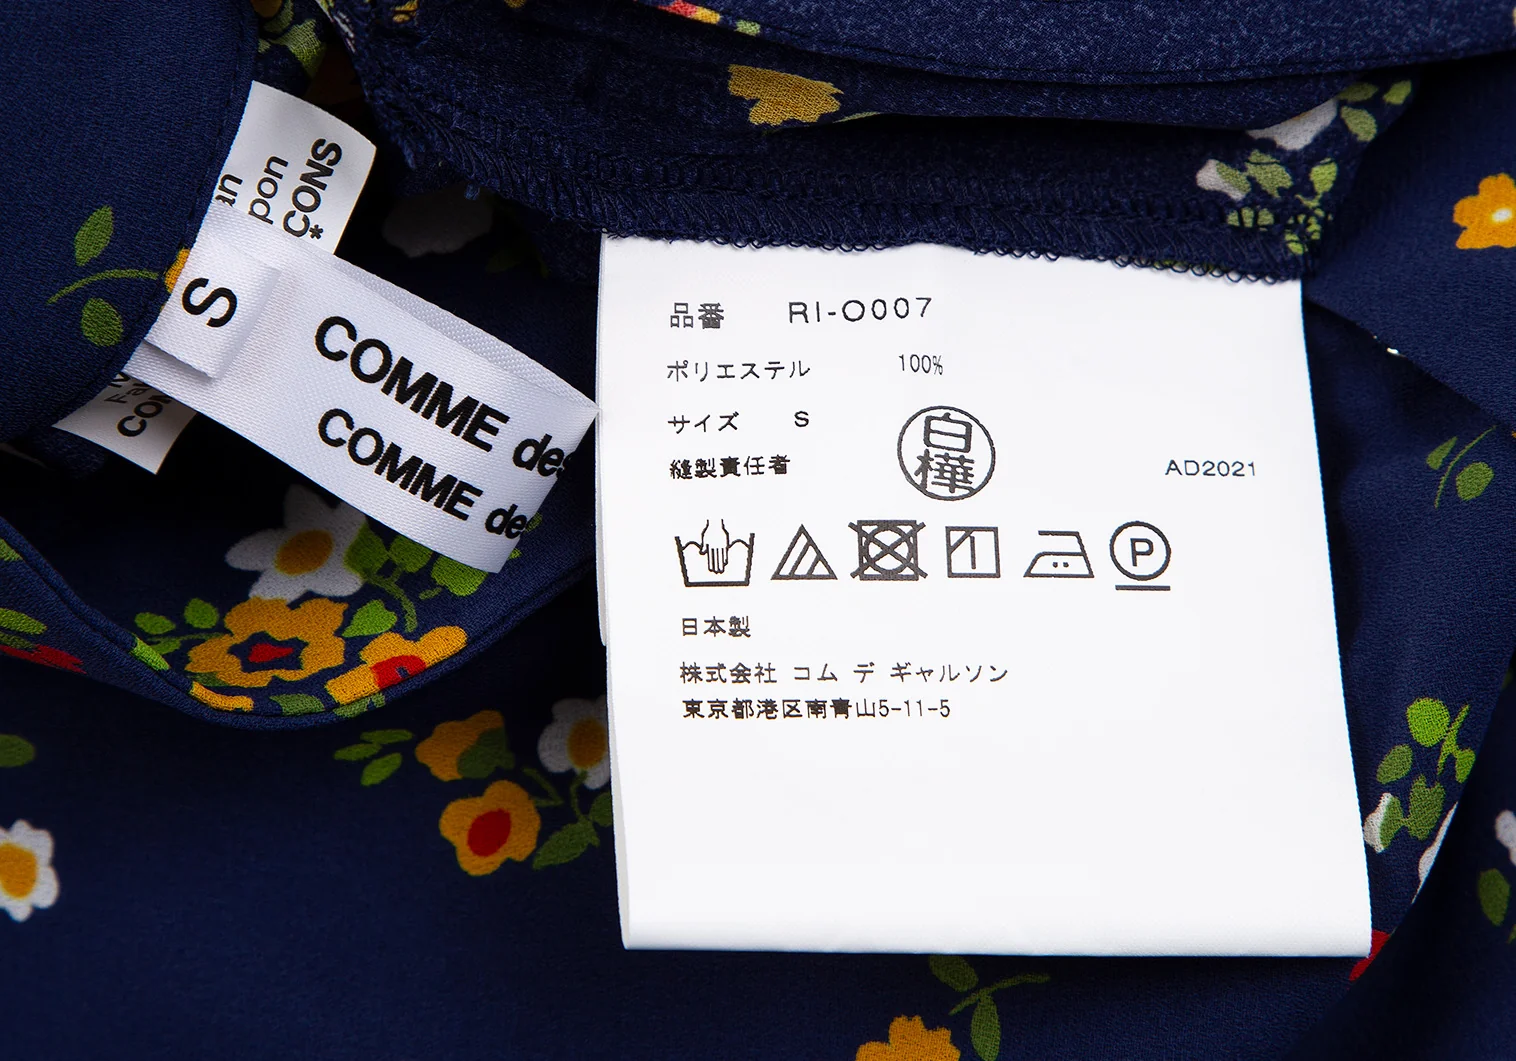 pon
CONS
*
S
COMME des
COMME des
品番 RI-O007
ポリエステル 100%
サイズ S
縫製責任者 白樺
AD2021
P
日本製
株式会社 コム デ ギャルソン
東京都港区南青山5-11-5